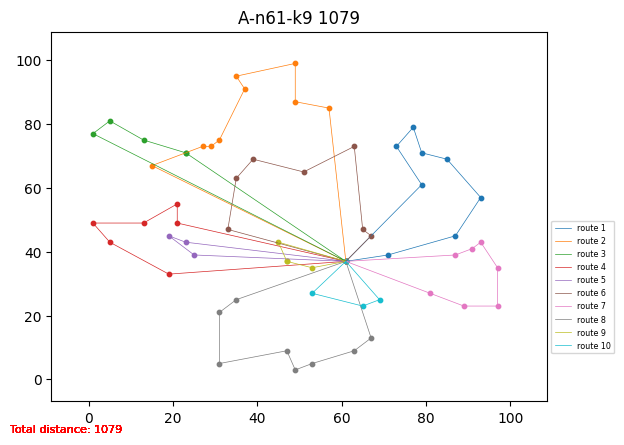 A-n61-k9 1079
100
80
60
40
20
0
0 20 40 60 80 100
route 1
route 2
route 3
route 4
route 5
route 6
route 7
route 8
route 9
route 10
Total distance: 1079